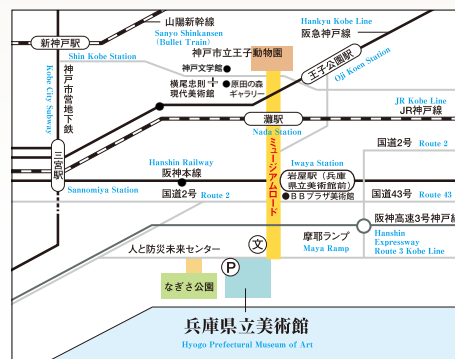 山陽新幹線
Sanyo Shinkansen
(Bullet Train)
Hankyu Kobe Line
阪急神戸線
新神戸駅
Shin Kobe Station
神戸市立王子動物園
神戸文学館
横尾忠則
現代美術館
原田の森
ギャラリー
王子公園駅
Oji Koen Station
神戸市営地下鉄
Kobe City Subway
JR Kobe Line
JR神戸線
灘駅
Nada Station
ミュージアムロード
国道2号 Route 2
三宮駅
Sannomiya Station
Hanshin Railway
阪神本線
Iwaya Station
岩屋駅（兵庫
県立美術館前）
BBプラザ美術館
国道2号 Route 2
国道43号 Route 43
阪神高速3号神戸線
Hanshin
Expressway
Route 3 Kobe Line
摩耶ランプ
Maya Ramp
人と防災未来センター
文
P
なぎさ公園
兵庫県立美術館
Hyogo Prefectural Museum of Art